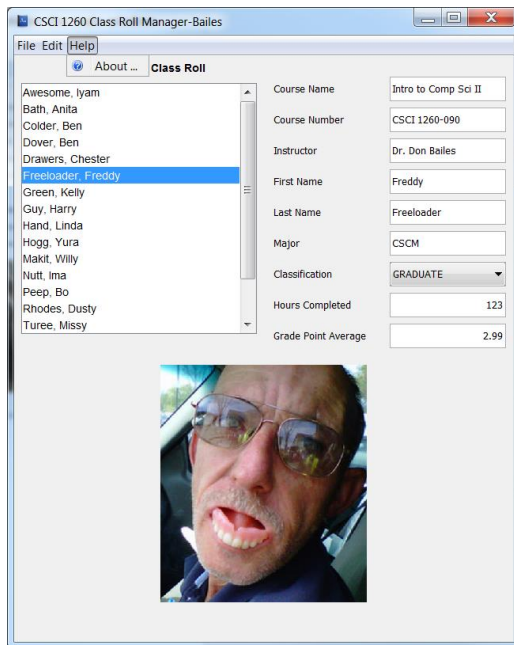 CSCI 1260 Class Roll Manager-Bailes
File Edit Help
About ...
Class Roll
Awesome, Iyam
Bath, Anita
Colder, Ben
Dover, Ben
Drawers, Chester
Freeloader, Freddy
Green, Kelly
Guy, Harry
Hand, Linda
Hogg, Yura
Makit, Willy
Nutt, Ima
Peep, Bo
Rhodes, Dusty
Turee, Missy
Course Name Intro to Comp Sci II
Course Number CSCI 1260-090
Instructor Dr. Don Bailes
First Name Freddy
Last Name Freeloader
Major CSCM
Classification GRADUATE
Hours Completed 123
Grade Point Average 2.99